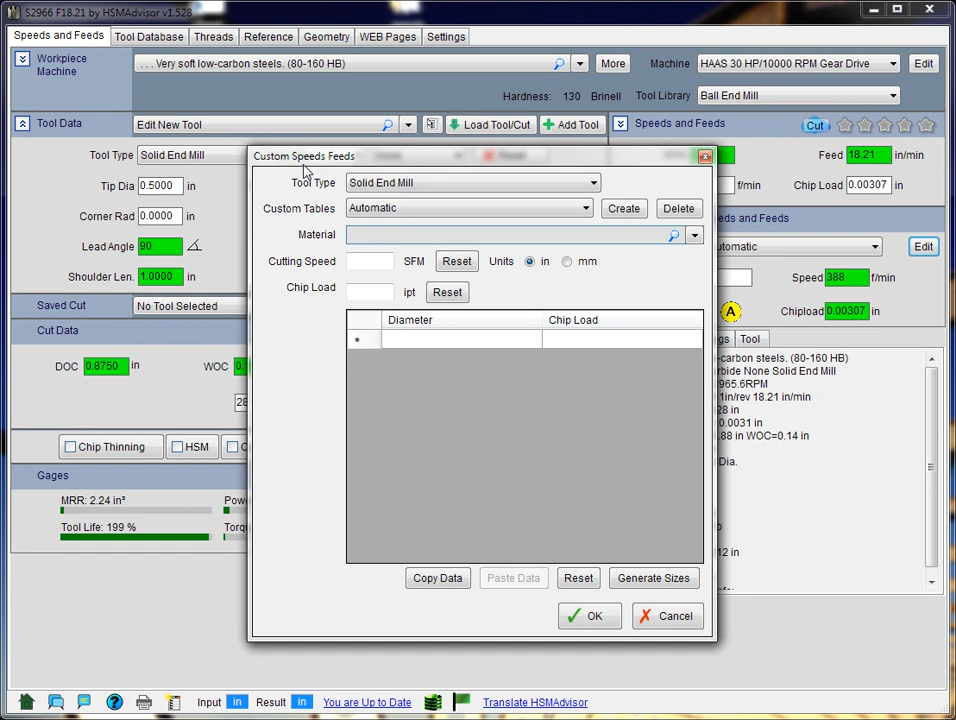 S2966 F18.21 by HSMAdvisor v1.528
Speeds and Feeds Tool Database Threads Reference Geometry WEB Pages Settings
Workpiece
Machine
. . . Very soft low-carbon steels. (80-160 HB) More Machine HAAS 30 HP/10000 RPM Gear Drive Edit
Hardness: 130 Brinell Tool Library Ball End Mill
Tool Data Edit New Tool Load Tool/Cut Add Tool Speeds and Feeds Cut
Tool Type Solid End Mill Custom Speeds Feeds Feed 18.21 in/min
Tool Type Solid End Mill
Tip Dia 0.5000 in f/min Chip Load 0.00307
Custom Tables Automatic Create Delete
Corner Rad 0.0000 in eds and Feeds
Material
Lead Angle 90 utomatic Edit
Cutting Speed SFM Reset Units in mm
Shoulder Len. 1.0000 in Speed 388 f/min
Chip Load ipt Reset
Saved Cut No Tool Selected A Chipload 0.00307
Diameter Chip Load
Cut Data gs Tool
*
DOC 0.8750 in WOC 0.
-carbon steels. (80-160 HB)
rbide None Solid End Mill
965.6RPM
1in/rev 18.21 in/min
28 in
28
0.0031 in
.88 in WOC=0.14 in
Chip Thinning HSM C
Dia.
Gages
MRR: 2.24 in³ Pow
Tool Life: 199 % Torqu
b
12 in
Copy Data Paste Data Reset Generate Sizes
OK Cancel
Input in Result in You are Up to Date Translate HSMAdvisor